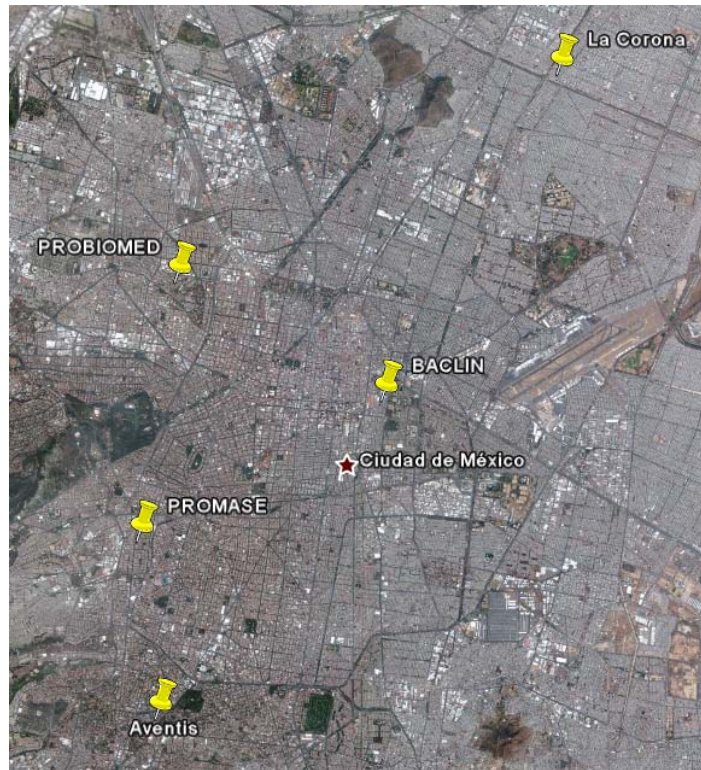 La Corona
PROBIOMED
BACLIN
Ciudad de México
PROMASE
Aventis